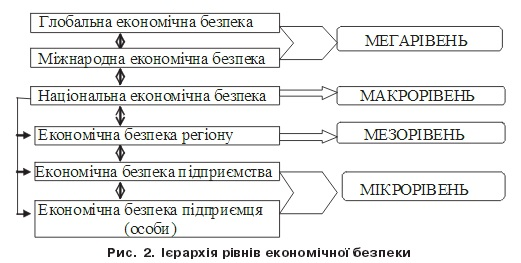 Глобальна економічна безпека
МЕГАРІВЕНЬ
Міжнародна економічна безпека
Національна економічна безпека
МАКРОРІВЕНЬ
Економічна безпека регіону
МЕЗОРІВЕНЬ
Економічна безпека підприємства
МІКРОРІВЕНЬ
Економічна безпека підприємця
(особи)
Рис. 2. Ієрархія рівнів економічної безпеки